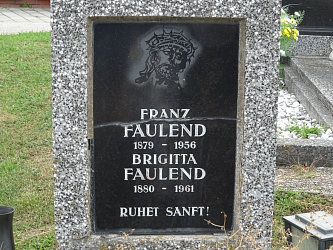 FRANZ
FAULEND
1879 - 1956
BRIGITTA
FAULEND
1880 - 1961
RUHET SANFT!